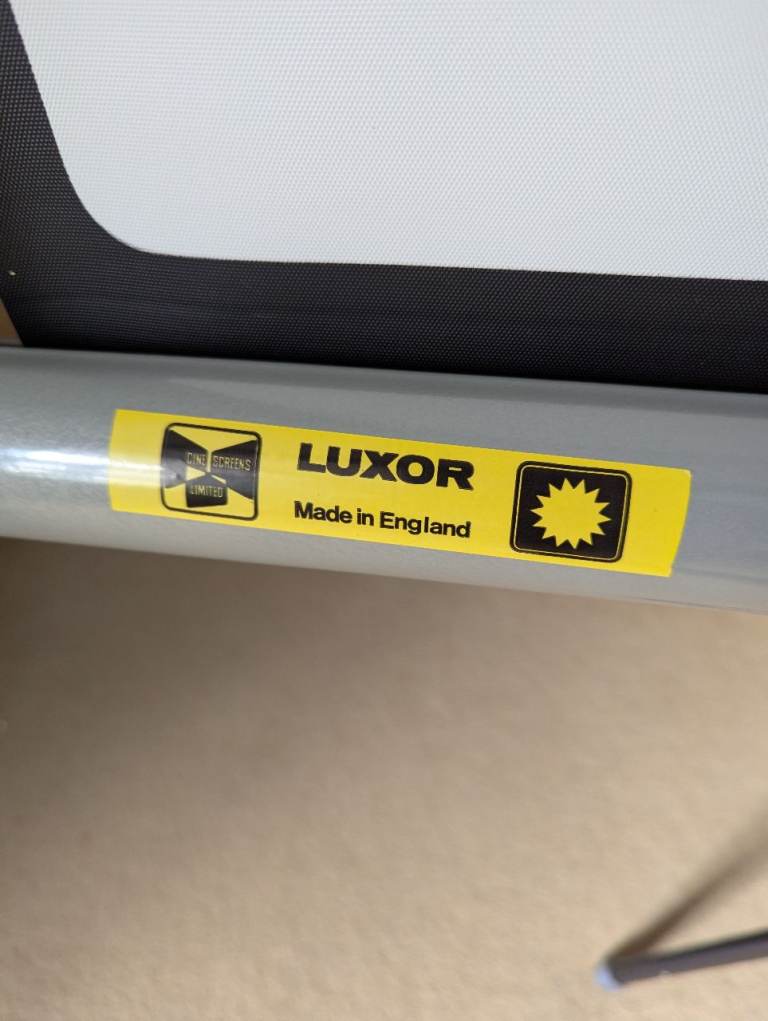 CINE SCREENS
LIMITED
LUXOR
Made in England